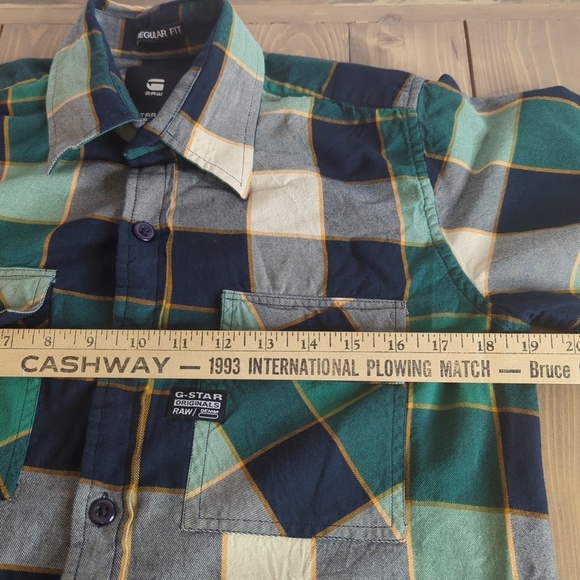 REGULAR FIT
RAW
7 8 9 10 11 12 13 14 15 16 17 18 19 20
CASHWAY — 1993 INTERNATIONAL PLOWING MATCH — Bruce
G-STAR
ORIGINALS
RAW/ DENIM